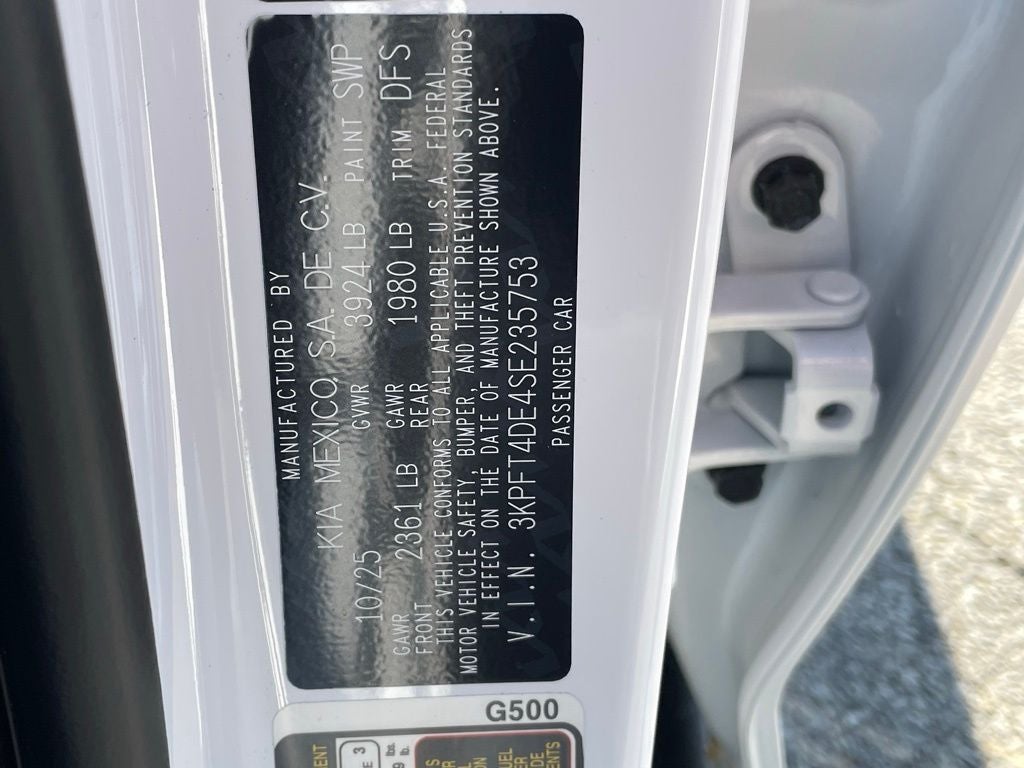 MANUFACTURED BY
KIA MEXICO, S.A. DE C.V.
10/25 GVWR 3924 LB PAINT SWP
GAWR FRONT 2361 LB GAWR REAR 1980 LB TRIM DFS
THIS VEHICLE CONFORMS TO ALL APPLICABLE U.S.A. FEDERAL
MOTOR VEHICLE SAFETY, BUMPER, AND THEFT PREVENTION STANDARDS
IN EFFECT ON THE DATE OF MANUFACTURE SHOWN ABOVE.
V.I.N. 3KPFT4DE4SE235753
PASSENGER CAR
G500